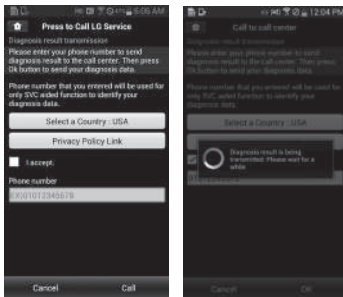 5:05 AM
Press to Call LG Service
Diagnosis result transmission
Please enter your phone number to send
diagnosis result to the call center. Then press
Ok button to send your diagnosis data.
Phone number that you entered will be used for
only SVC aided function to identify your
diagnosis data.
Select a Country : USA
Privacy Policy Link
I accept.
Phone number
EX)01012345678
Cancel
Call
12:04 PM
Call to call center
Diagnosis result transmission
Please enter your phone number to send
diagnosis result to the call center. Then press
Ok button to send your diagnosis data.
Phone number that you entered will be used for
only SVC aided function to identify your
diagnosis data.
Select a Country : USA
Diagnosis result is being
transmitted. Please wait for a
while.
Cancel
OK